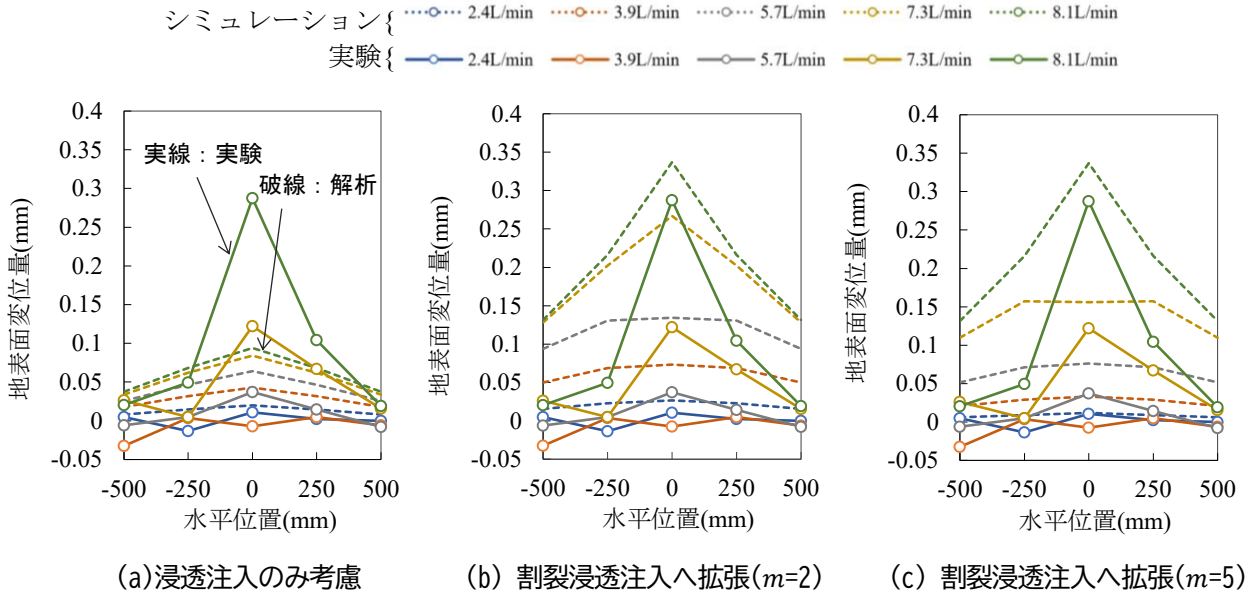 シミュレーション{ 2.4L/min 3.9L/min 5.7L/min 7.3L/min 8.1L/min
実験{ 2.4L/min 3.9L/min 5.7L/min 7.3L/min 8.1L/min
地表面変位量(mm)
0.4
0.35
0.3
0.25
0.2
0.15
0.1
0.05
0
-0.05
実線：実験
破線：解析
-500 -250 0 250 500
水平位置(mm)
(a)浸透注入のみ考慮
地表面変位量(mm)
0.4
0.35
0.3
0.25
0.2
0.15
0.1
0.05
0
-0.05
-500 -250 0 250 500
水平位置(mm)
(b) 割裂浸透注入へ拡張(m=2)
地表面変位量(mm)
0.4
0.35
0.3
0.25
0.2
0.15
0.1
0.05
0
-0.05
-500 -250 0 250 500
水平位置(mm)
(c) 割裂浸透注入へ拡張(m=5)